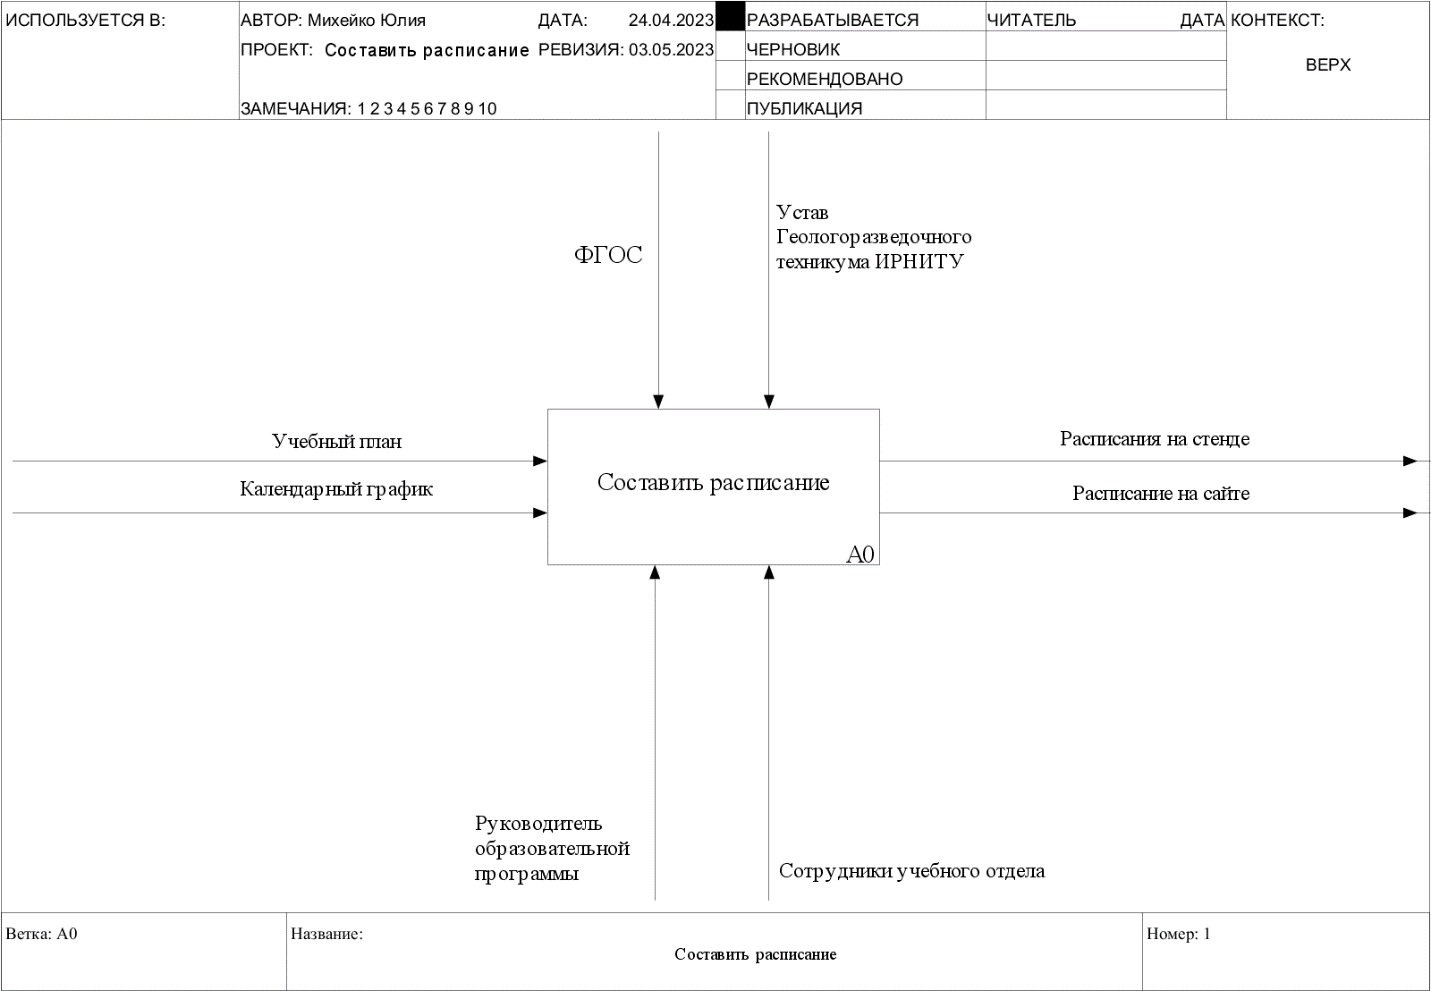 ИСПОЛЬЗУЕТСЯ В:
АВТОР: Михейко Юлия
ДАТА: 24.04.2023
ПРОЕКТ: Составить расписание
РЕВИЗИЯ: 03.05.2023
ЗАМЕЧАНИЯ: 1 2 3 4 5 6 7 8 9 10
РАЗРАБАТЫВАЕТСЯ
ЧЕРНОВИК
РЕКОМЕНДОВАНО
ПУБЛИКАЦИЯ
ЧИТАТЕЛЬ ДАТА
КОНТЕКСТ:
ВЕРХ
ФГОС
Устав
Геологоразведочного
техникума ИРНИТУ
Учебный план
Календарный график
Составить расписание
A0
Расписания на стенде
Расписание на сайте
Руководитель
образовательной
программы
Сотрудники учебного отдела
Ветка: A0
Название:
Составить расписание
Номер: 1